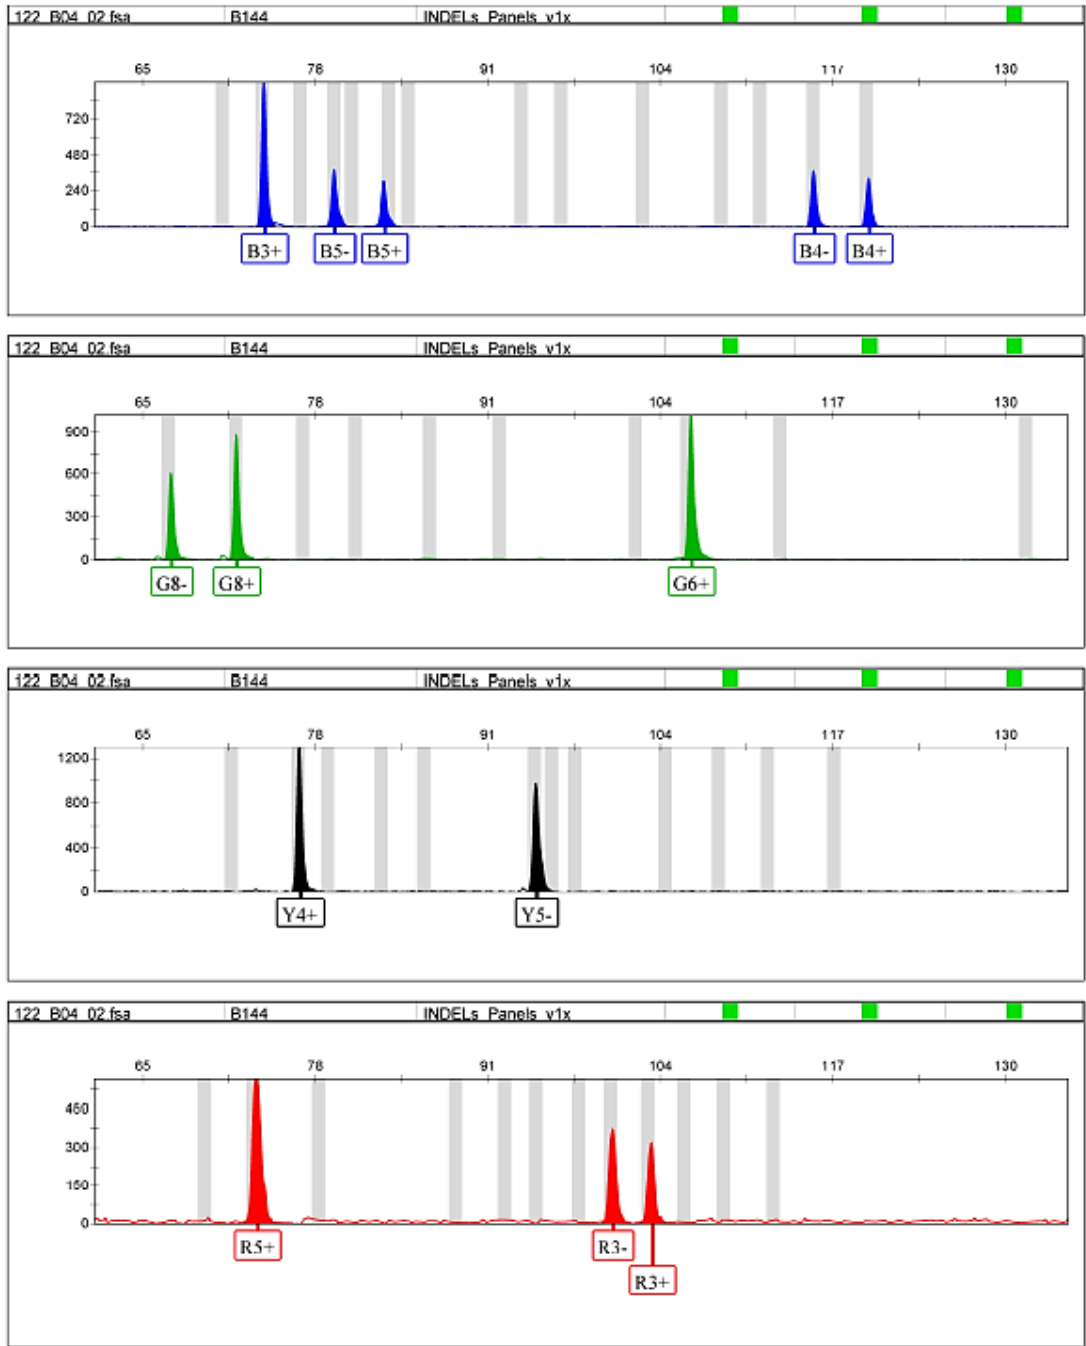 122_B04_02.fsa B144 INDELs_Panels_v1x
65 78 91 104 117 130
720
480
240
0
B3+ B5- B5+ B4- B4+
122_B04_02.fsa B144 INDELs_Panels_v1x
65 78 91 104 117 130
900
600
300
0
G8- G8+ G6+
122_B04_02.fsa B144 INDELs_Panels_v1x
65 78 91 104 117 130
1200
800
400
0
Y4+ Y5-
122_B04_02.fsa B144 INDELs_Panels_v1x
65 78 91 104 117 130
450
300
150
0
R5+ R3-
R3+